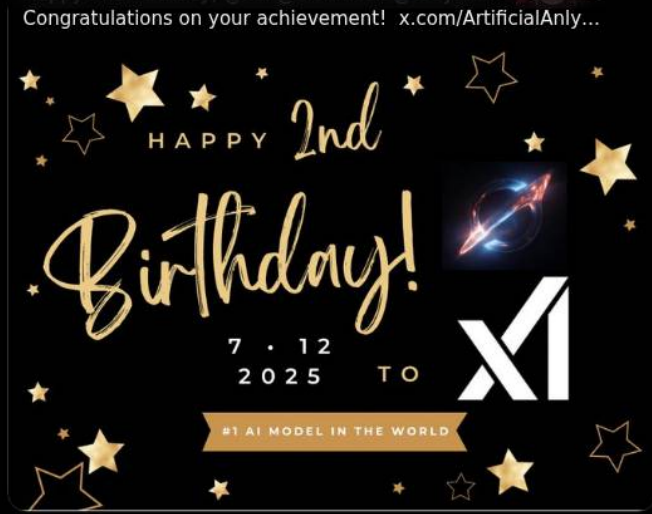 Congratulations on your achievement! x.com/ArtificialAnly...
HAPPY 2nd
Birthday!
7 · 12
2025 TO
xI
#1 AI MODEL IN THE WORLD